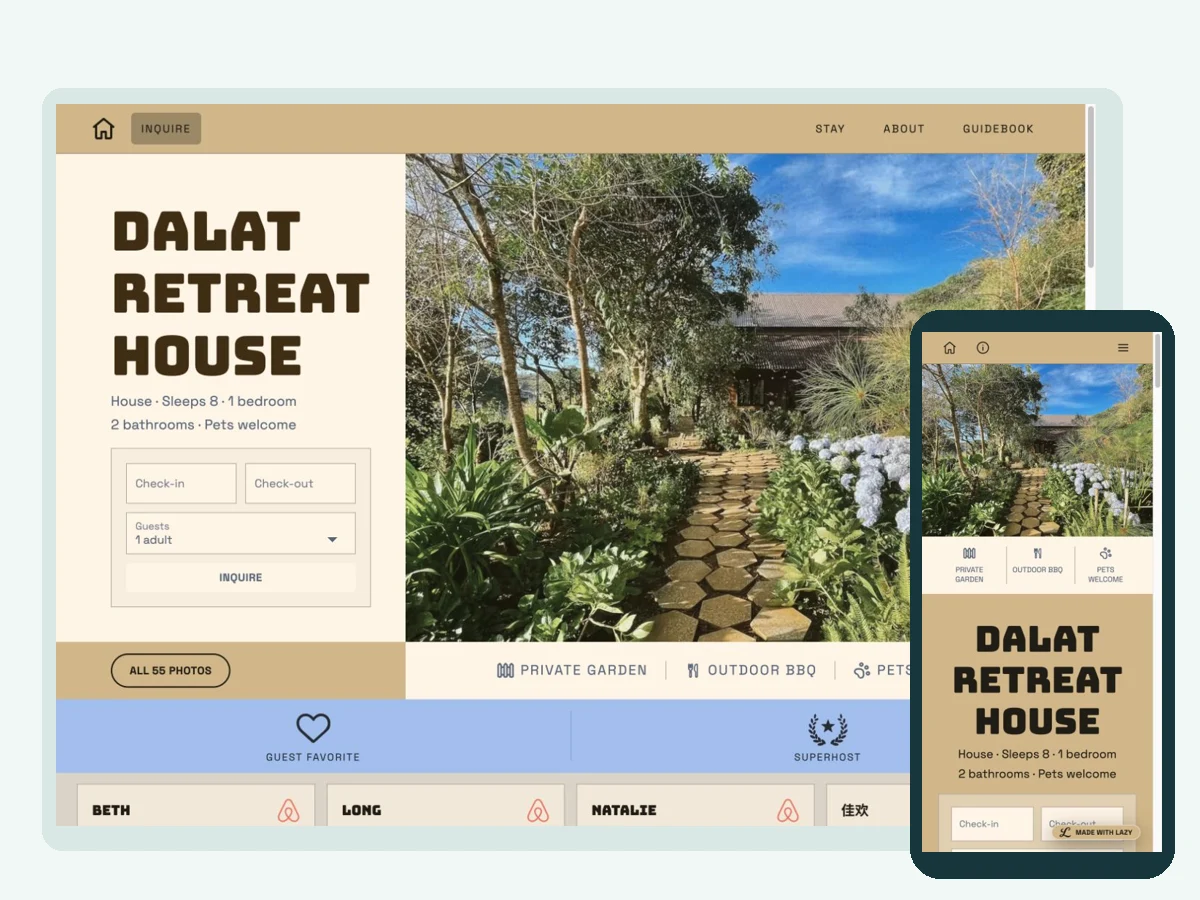 INQUIRE
STAY
ABOUT
GUIDEBOOK
DALAT
RETREAT
HOUSE
House · Sleeps 8 · 1 bedroom
2 bathrooms · Pets welcome
Check-in
Check-out
Guests
1 adult
INQUIRE
ALL 55 PHOTOS
PRIVATE GARDEN
OUTDOOR BBQ
PETS
GUEST FAVORITE
SUPERHOST
BETH
LONG
NATALIE
佳欢
PRIVATE
GARDEN
OUTDOOR BBQ
PETS
WELCOME
DALAT
RETREAT
HOUSE
House · Sleeps 8 · 1 bedroom
2 bathrooms · Pets welcome
Check-in
Check-out
MADE WITH LAZY